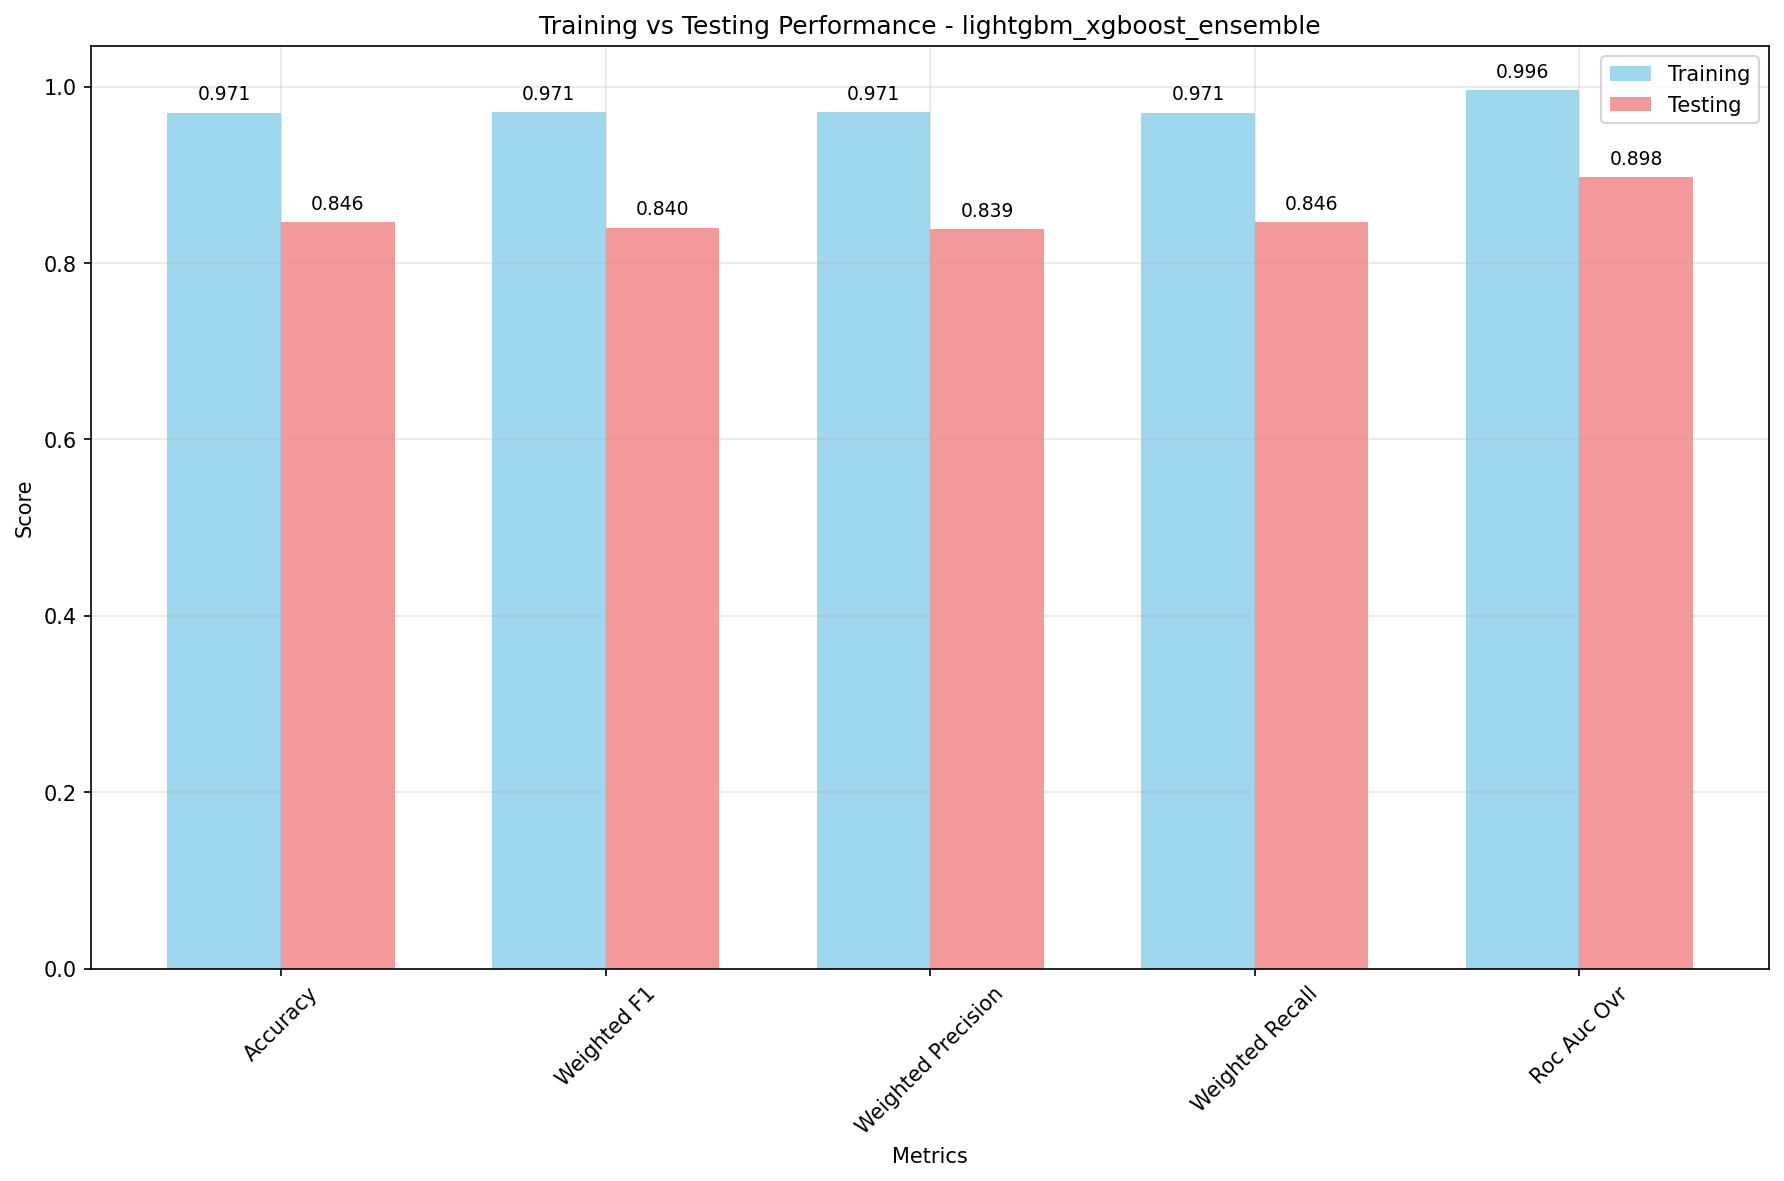 Training vs Testing Performance - lightgbm_xgboost_ensemble
Training
Testing
0.971
0.846
0.971
0.840
0.971
0.839
0.971
0.846
0.996
0.898
1.0
0.8
0.6
0.4
0.2
0.0
Score
Accuracy
Weighted F1
Weighted Precision
Weighted Recall
Roc Auc Ovr
Metrics